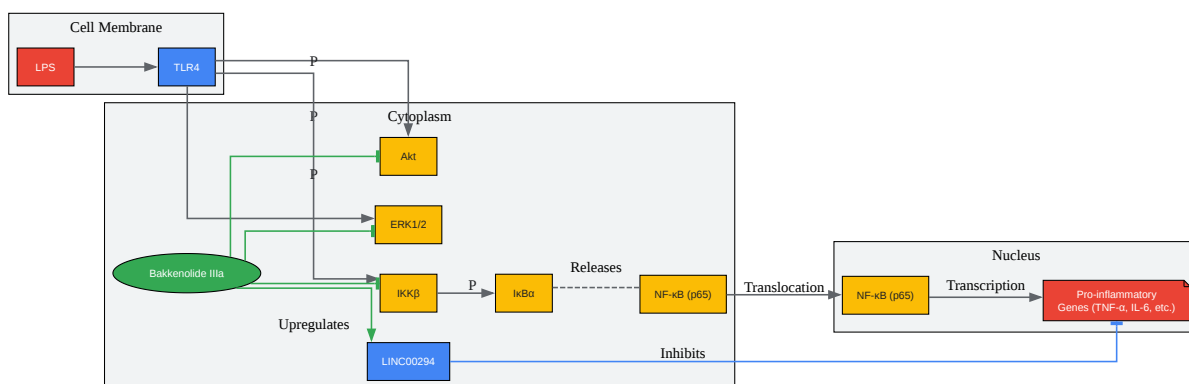 Cell Membrane
LPS
TLR4
P
P
Cytoplasm
Akt
P
ERK1/2
Bakkenolide IIIa
IKKβ
P
IκBα
Releases
NF-κB (p65)
Translocation
Nucleus
NF-κB (p65)
Transcription
Pro-inflammatory
Genes (TNF-α, IL-6, etc.)
Upregulates
LINC00294
Inhibits